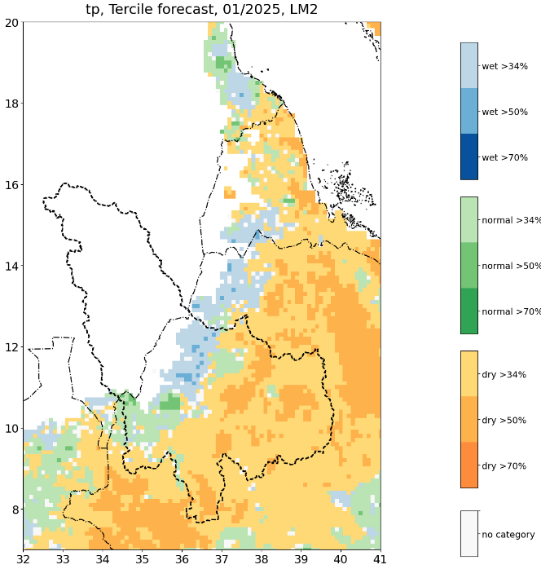 tp, Tercile forecast, 01/2025, LM2
20
18
16
14
12
10
8
32 33 34 35 36 37 38 39 40 41
wet >34%
wet >50%
wet >70%
normal >34%
normal >50%
normal >70%
dry >34%
dry >50%
dry >70%
no category